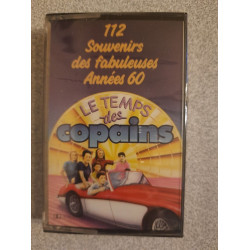 112
Souvenirs
des fabuleuses
Années 60
LE TEMPS
des
copains